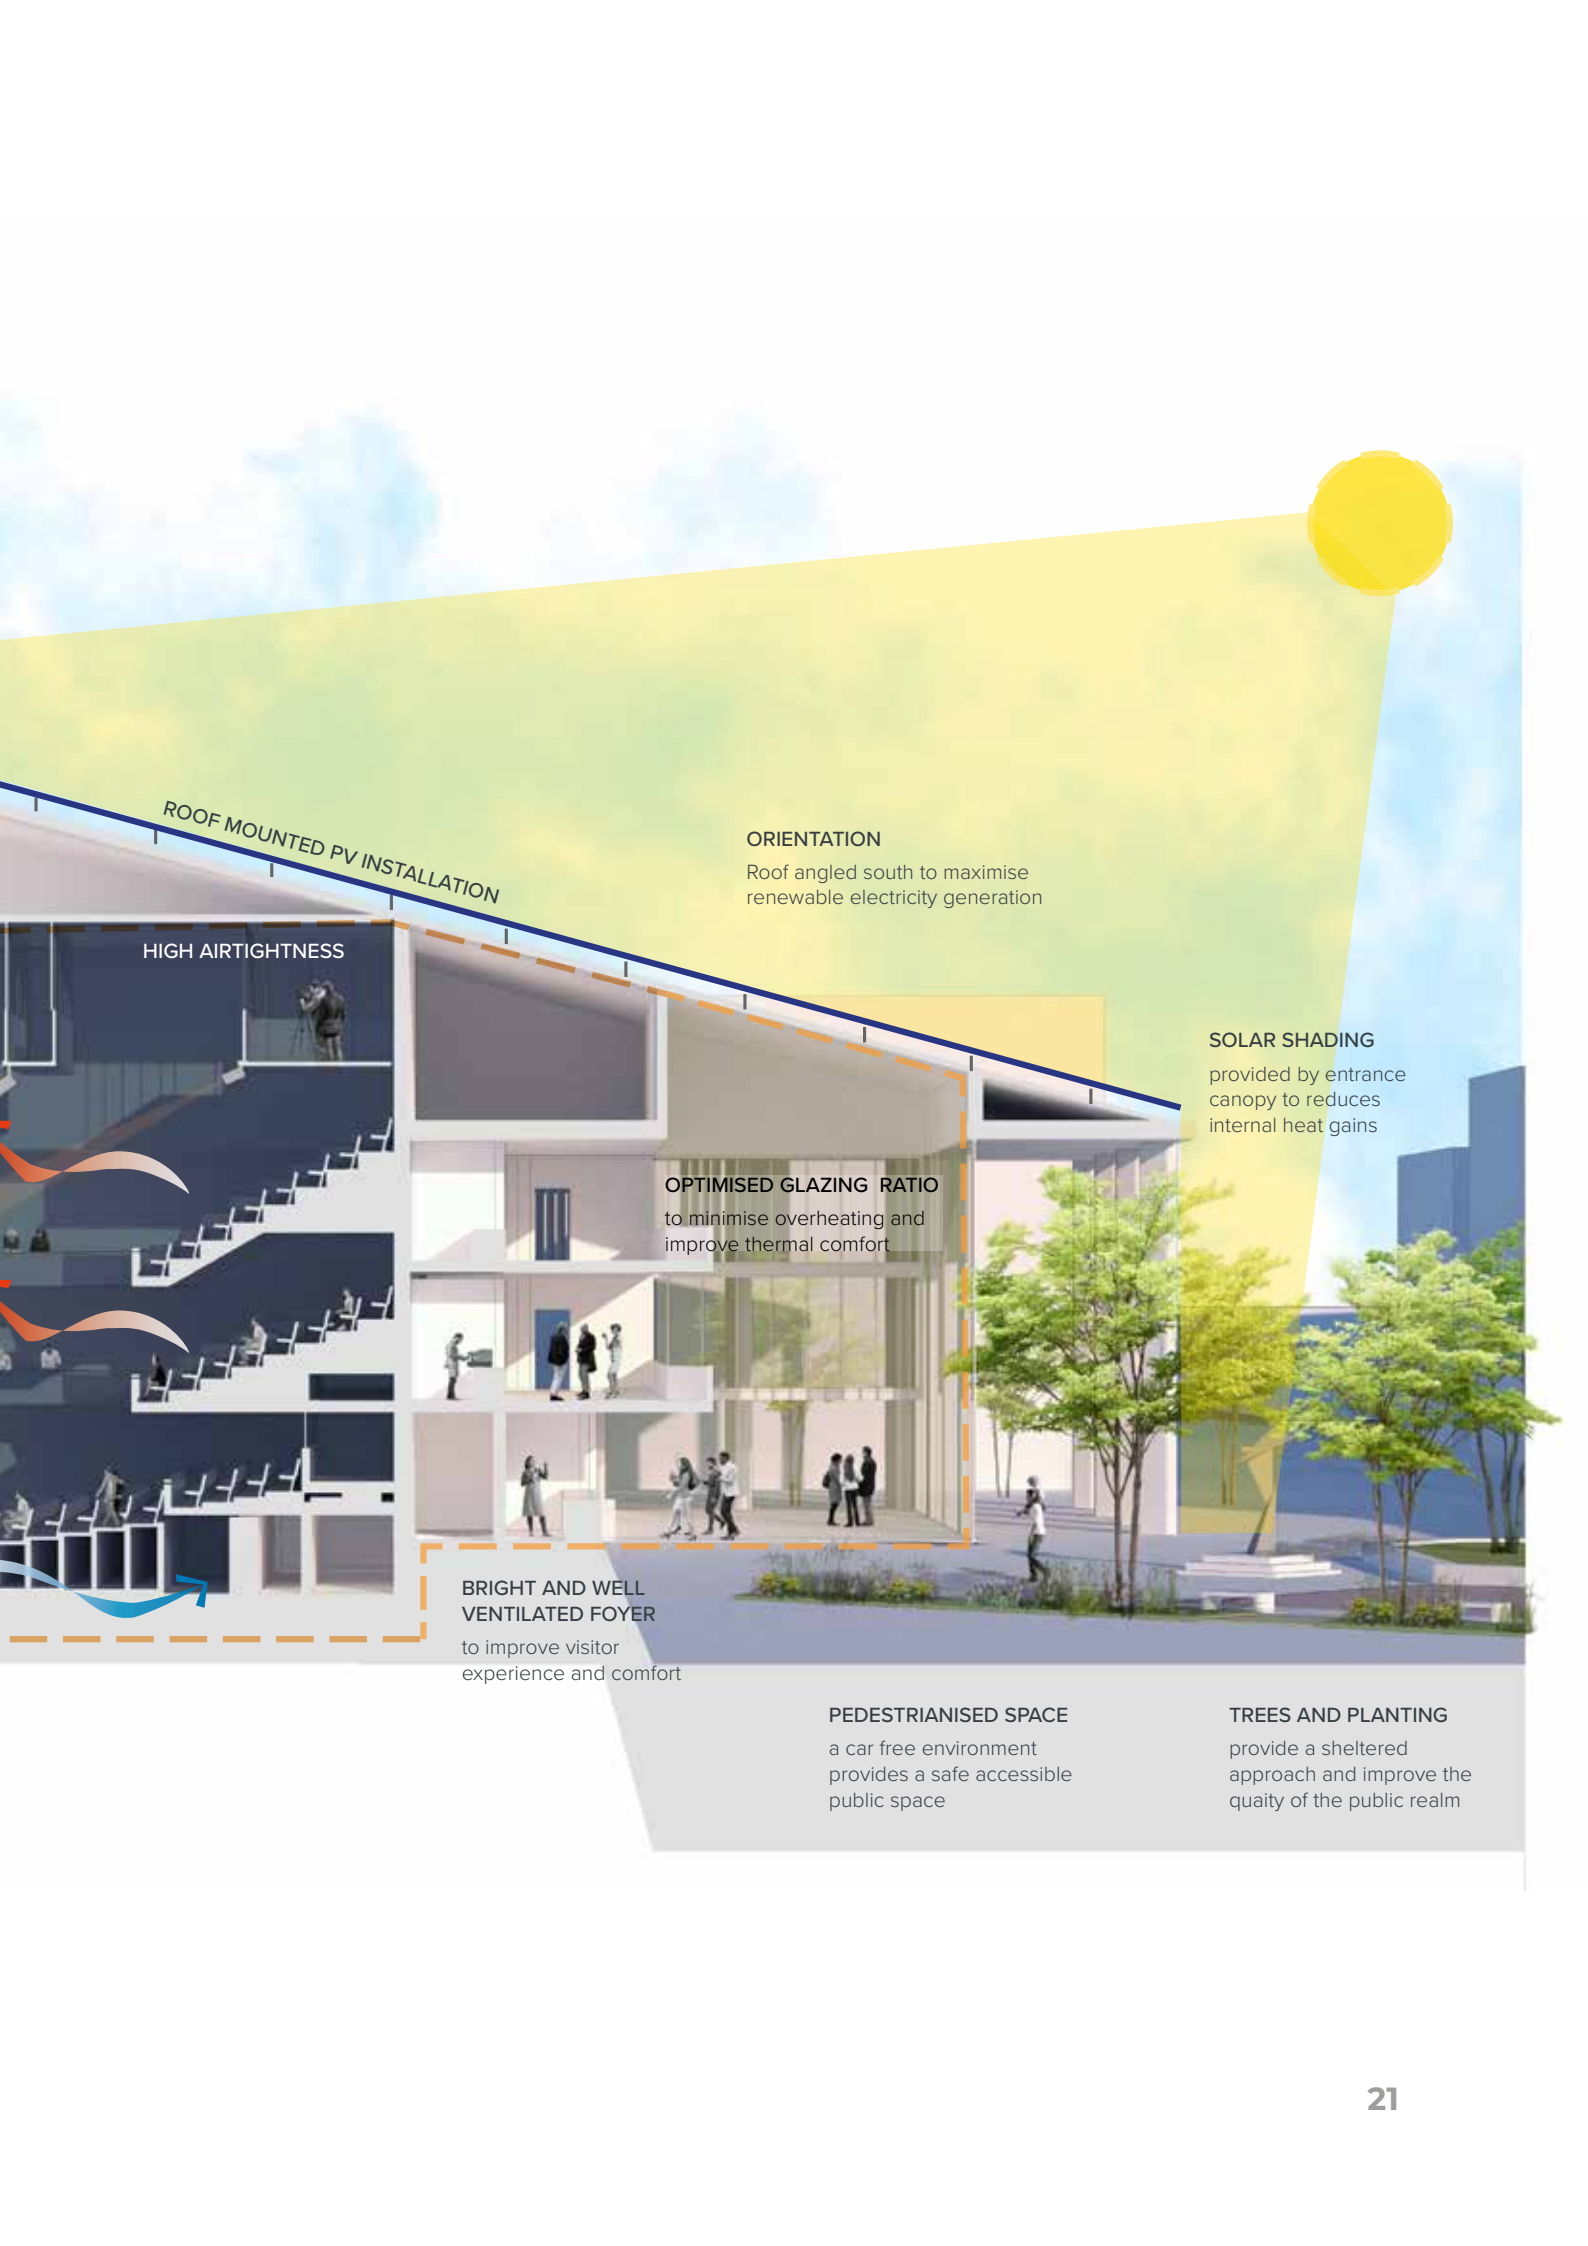 ROOF MOUNTED PV INSTALLATION
ORIENTATION
Roof angled south to maximise
renewable electricity generation
HIGH AIRTIGHTNESS
SOLAR SHADING
provided by entrance
canopy to reduces
internal heat gains
OPTIMISED GLAZING RATIO
to minimise overheating and
improve thermal comfort
BRIGHT AND WELL
VENTILATED FOYER
to improve visitor
experience and comfort
PEDESTRIANISED SPACE
a car free environment
provides a safe accessible
public space
TREES AND PLANTING
provide a sheltered
approach and improve the
quaity of the public realm
21